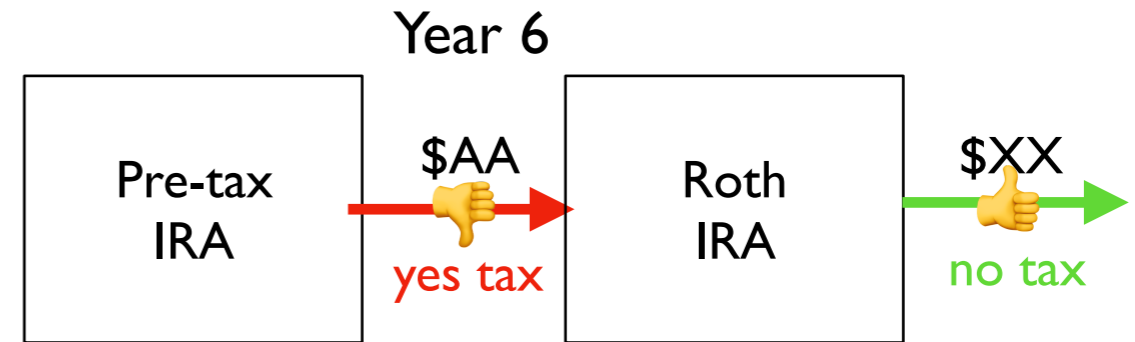 Year 6
Pre-tax
IRA
$AA
yes tax
Roth
IRA
$XX
no tax